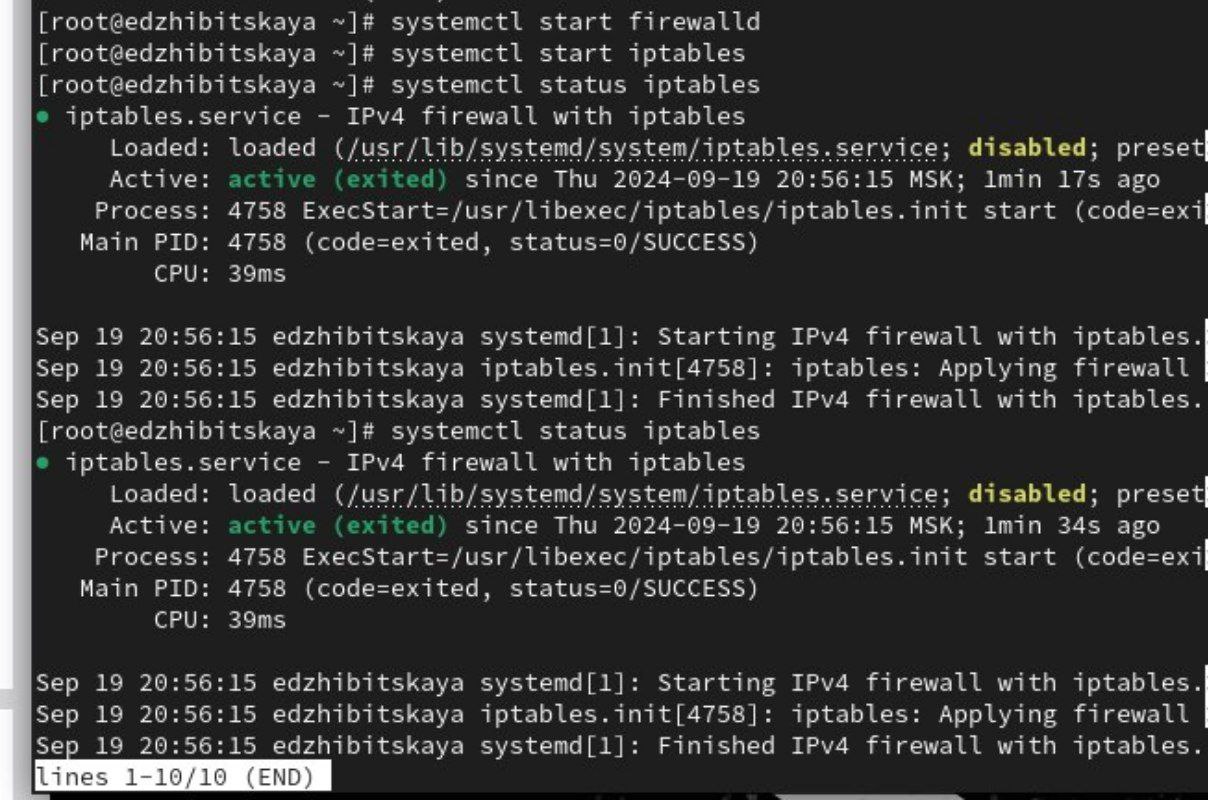 [root@edzhibitskaya ~]# systemctl start firewalld
[root@edzhibitskaya ~]# systemctl start iptables
[root@edzhibitskaya ~]# systemctl status iptables
● iptables.service - IPv4 firewall with iptables
     Loaded: loaded (/usr/lib/systemd/system/iptables.service; disabled; preset
     Active: active (exited) since Thu 2024-09-19 20:56:15 MSK; 1min 17s ago
    Process: 4758 ExecStart=/usr/libexec/iptables/iptables.init start (code=exi
   Main PID: 4758 (code=exited, status=0/SUCCESS)
        CPU: 39ms

Sep 19 20:56:15 edzhibitskaya systemd[1]: Starting IPv4 firewall with iptables.
Sep 19 20:56:15 edzhibitskaya iptables.init[4758]: iptables: Applying firewall
Sep 19 20:56:15 edzhibitskaya systemd[1]: Finished IPv4 firewall with iptables.
[root@edzhibitskaya ~]# systemctl status iptables
● iptables.service - IPv4 firewall with iptables
     Loaded: loaded (/usr/lib/systemd/system/iptables.service; disabled; preset
     Active: active (exited) since Thu 2024-09-19 20:56:15 MSK; 1min 34s ago
    Process: 4758 ExecStart=/usr/libexec/iptables/iptables.init start (code=exi
   Main PID: 4758 (code=exited, status=0/SUCCESS)
        CPU: 39ms

Sep 19 20:56:15 edzhibitskaya systemd[1]: Starting IPv4 firewall with iptables.
Sep 19 20:56:15 edzhibitskaya iptables.init[4758]: iptables: Applying firewall
Sep 19 20:56:15 edzhibitskaya systemd[1]: Finished IPv4 firewall with iptables.
lines 1-10/10 (END)